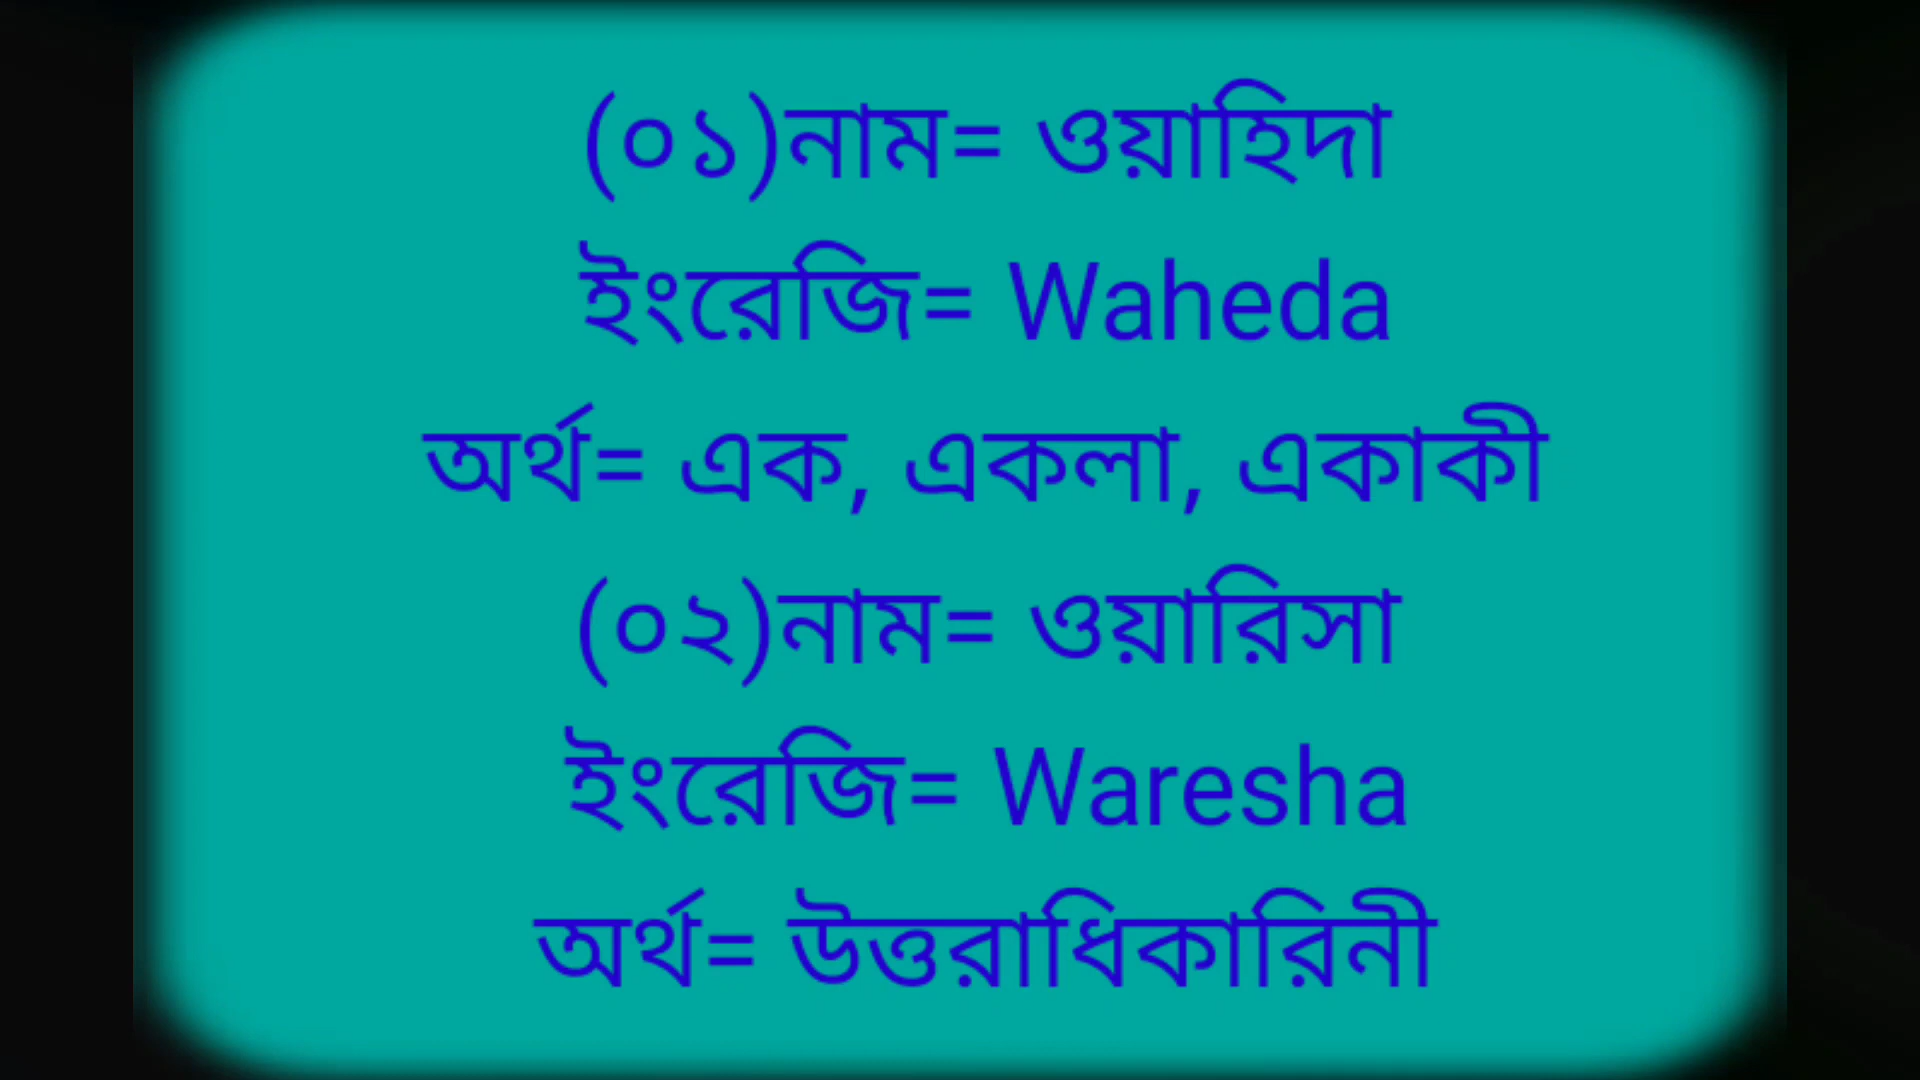 (০১)নাম= ওয়াহিদা
ইংরেজি= Waheda
অর্থ= এক, একলা, একাকী
(০২)নাম= ওয়ারিসা
ইংরেজি= Waresha
অর্থ= উত্তরাধিকারিনী